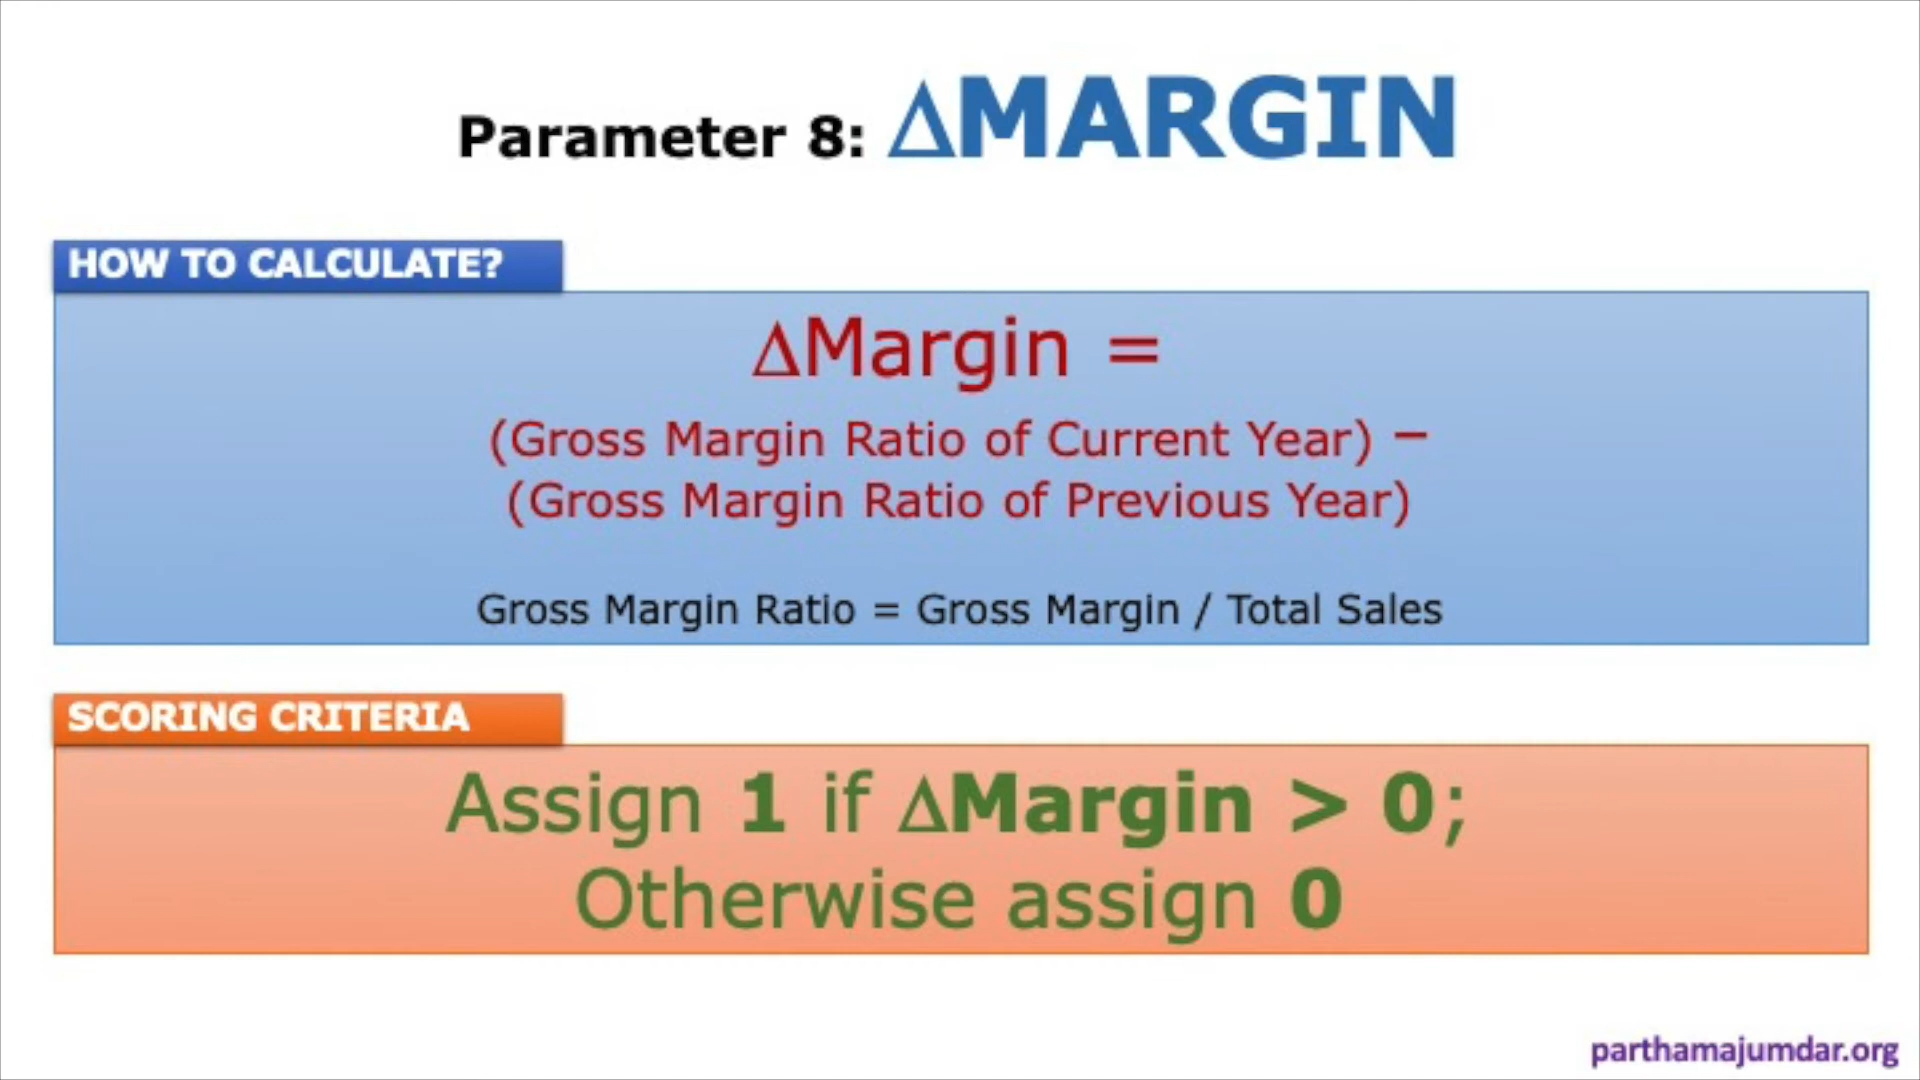 Parameter 8: ΔMARGIN
HOW TO CALCULATE?
ΔMargin =
(Gross Margin Ratio of Current Year) –
(Gross Margin Ratio of Previous Year)
Gross Margin Ratio = Gross Margin / Total Sales
SCORING CRITERIA
Assign 1 if ΔMargin > 0;
Otherwise assign 0
parthamajumdar.org